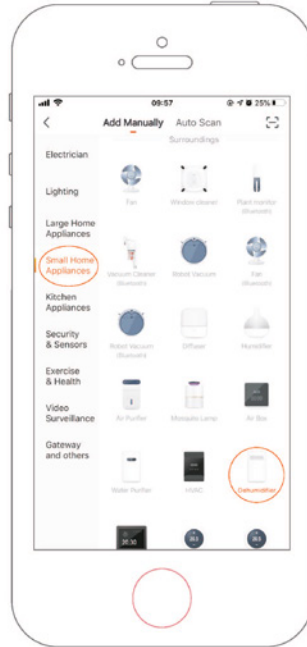 09:57
25%
Add Manually
Auto Scan
Surroundings
Electrician
Lighting
Large Home
Appliances
Small Home
Appliances
Kitchen
Appliances
Security
& Sensors
Exercise
& Health
Video
Surveillance
Gateway
and others
Fan
Window cleaner
Plant monitor
(Bluetooth)
Vacuum Cleaner
(Bluetooth)
Robot Vacuum
Fan
(Bluetooth)
Robot Vacuum
(Bluetooth)
Diffuser
Humidifier
Air Purifier
Mosquito Lamp
Air Box
Water Purifier
HVAC
Dehumidifier
20:30